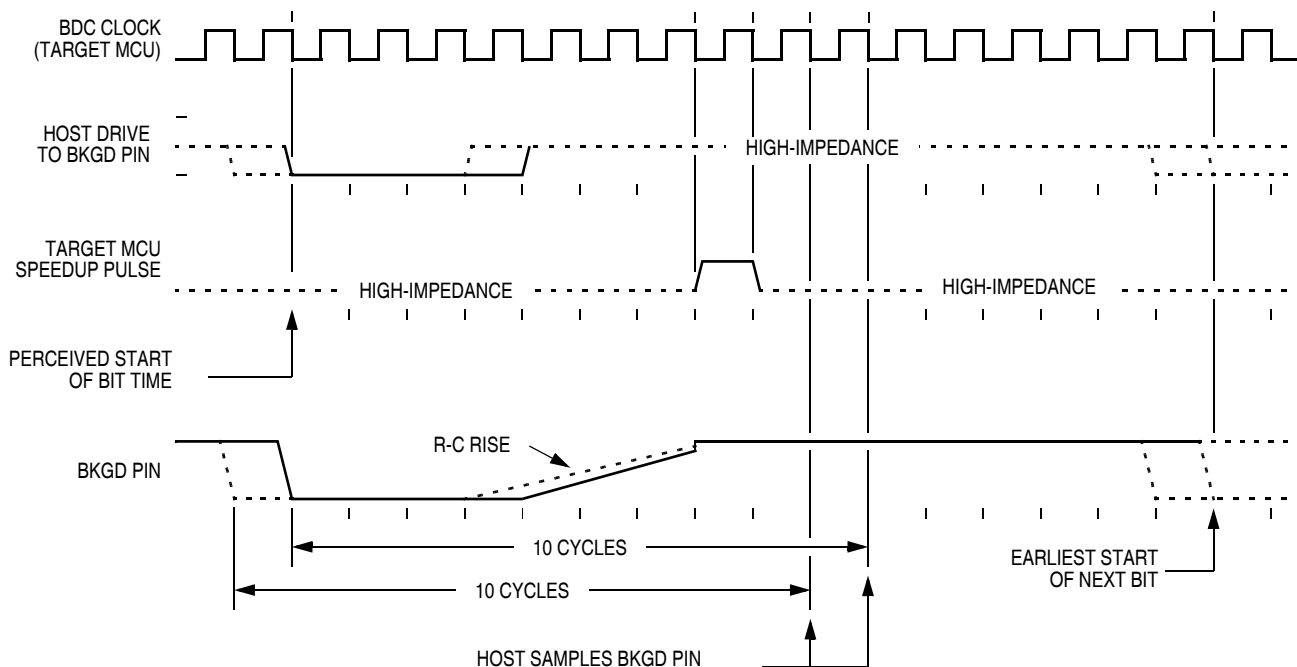 BDC CLOCK
(TARGET MCU)
HOST DRIVE
TO BKGD PIN
HIGH-IMPEDANCE
TARGET MCU
SPEEDUP PULSE
HIGH-IMPEDANCE
HIGH-IMPEDANCE
PERCEIVED START
OF BIT TIME
R-C RISE
BKGD PIN
10 CYCLES
EARLIEST START
OF NEXT BIT
10 CYCLES
HOST SAMPLES BKGD PIN